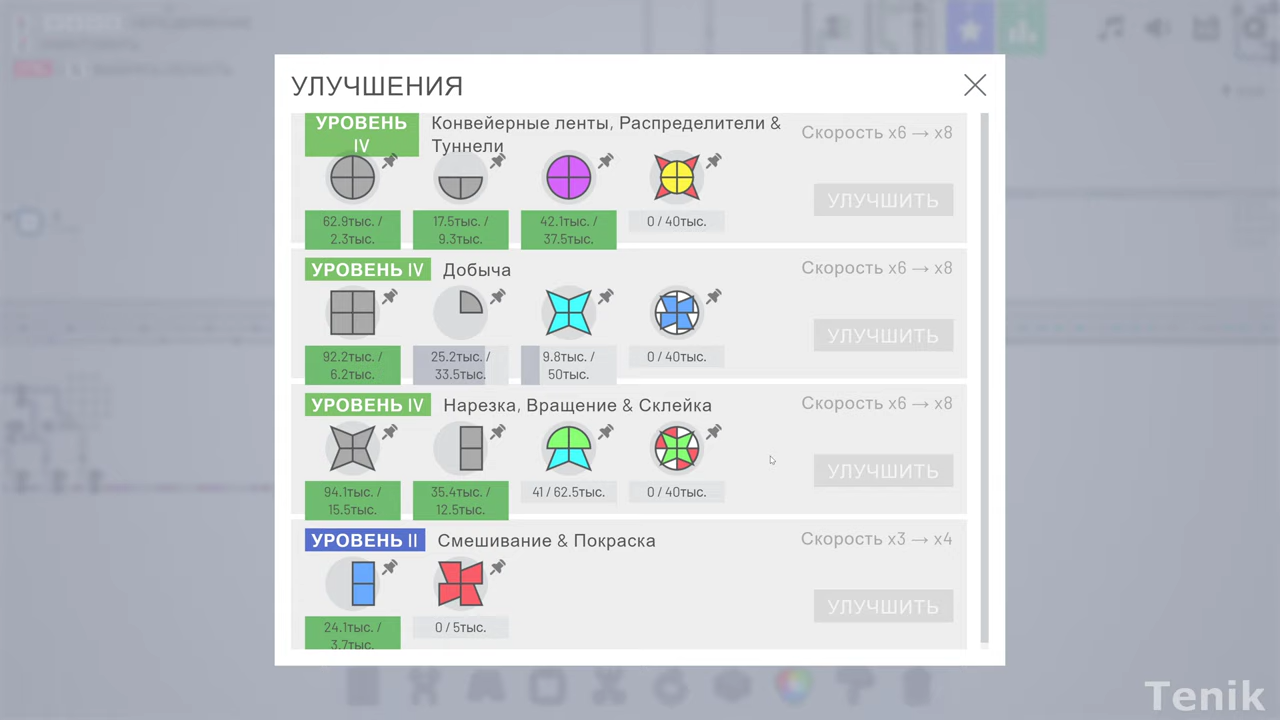 УЛУЧШЕНИЯ
УРОВЕНЬ IV
Конвейерные ленты, Распределители &
Туннели
Скорость x6 → x8
62.9тыс. / 2.3тыс.
17.5тыс. / 9.3тыс.
42.1тыс. / 37.5тыс.
0 / 40тыс.
УЛУЧШИТЬ
УРОВЕНЬ IV
Добыча
Скорость x6 → x8
92.2тыс. / 6.2тыс.
25.2тыс. / 33.5тыс.
9.8тыс. / 50тыс.
0 / 40тыс.
УЛУЧШИТЬ
УРОВЕНЬ IV
Нарезка, Вращение & Склейка
Скорость x6 → x8
94.1тыс. / 15.5тыс.
35.4тыс. / 12.5тыс.
41 / 62.5тыс.
0 / 40тыс.
УЛУЧШИТЬ
УРОВЕНЬ II
Смешивание & Покраска
Скорость x3 → x4
24.1тыс. / 3.7тыс.
0 / 5тыс.
УЛУЧШИТЬ
Tenik